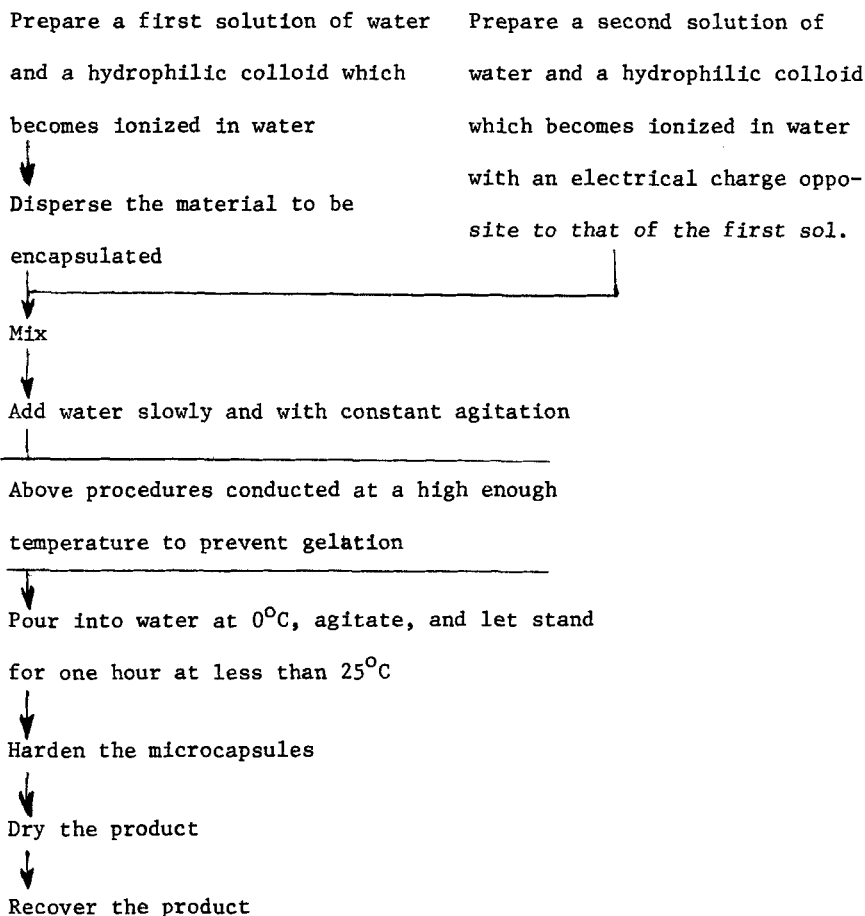 Prepare a first solution of water
and a hydrophilic colloid which
becomes ionized in water
Disperse the material to be
encapsulated
Prepare a second solution of
water and a hydrophilic colloid
which becomes ionized in water
with an electrical charge oppo-
site to that of the first sol.
Mix
Add water slowly and with constant agitation
Above procedures conducted at a high enough
temperature to prevent gelation
Pour into water at 0°C, agitate, and let stand
for one hour at less than 25°C
Harden the microcapsules
Dry the product
Recover the product